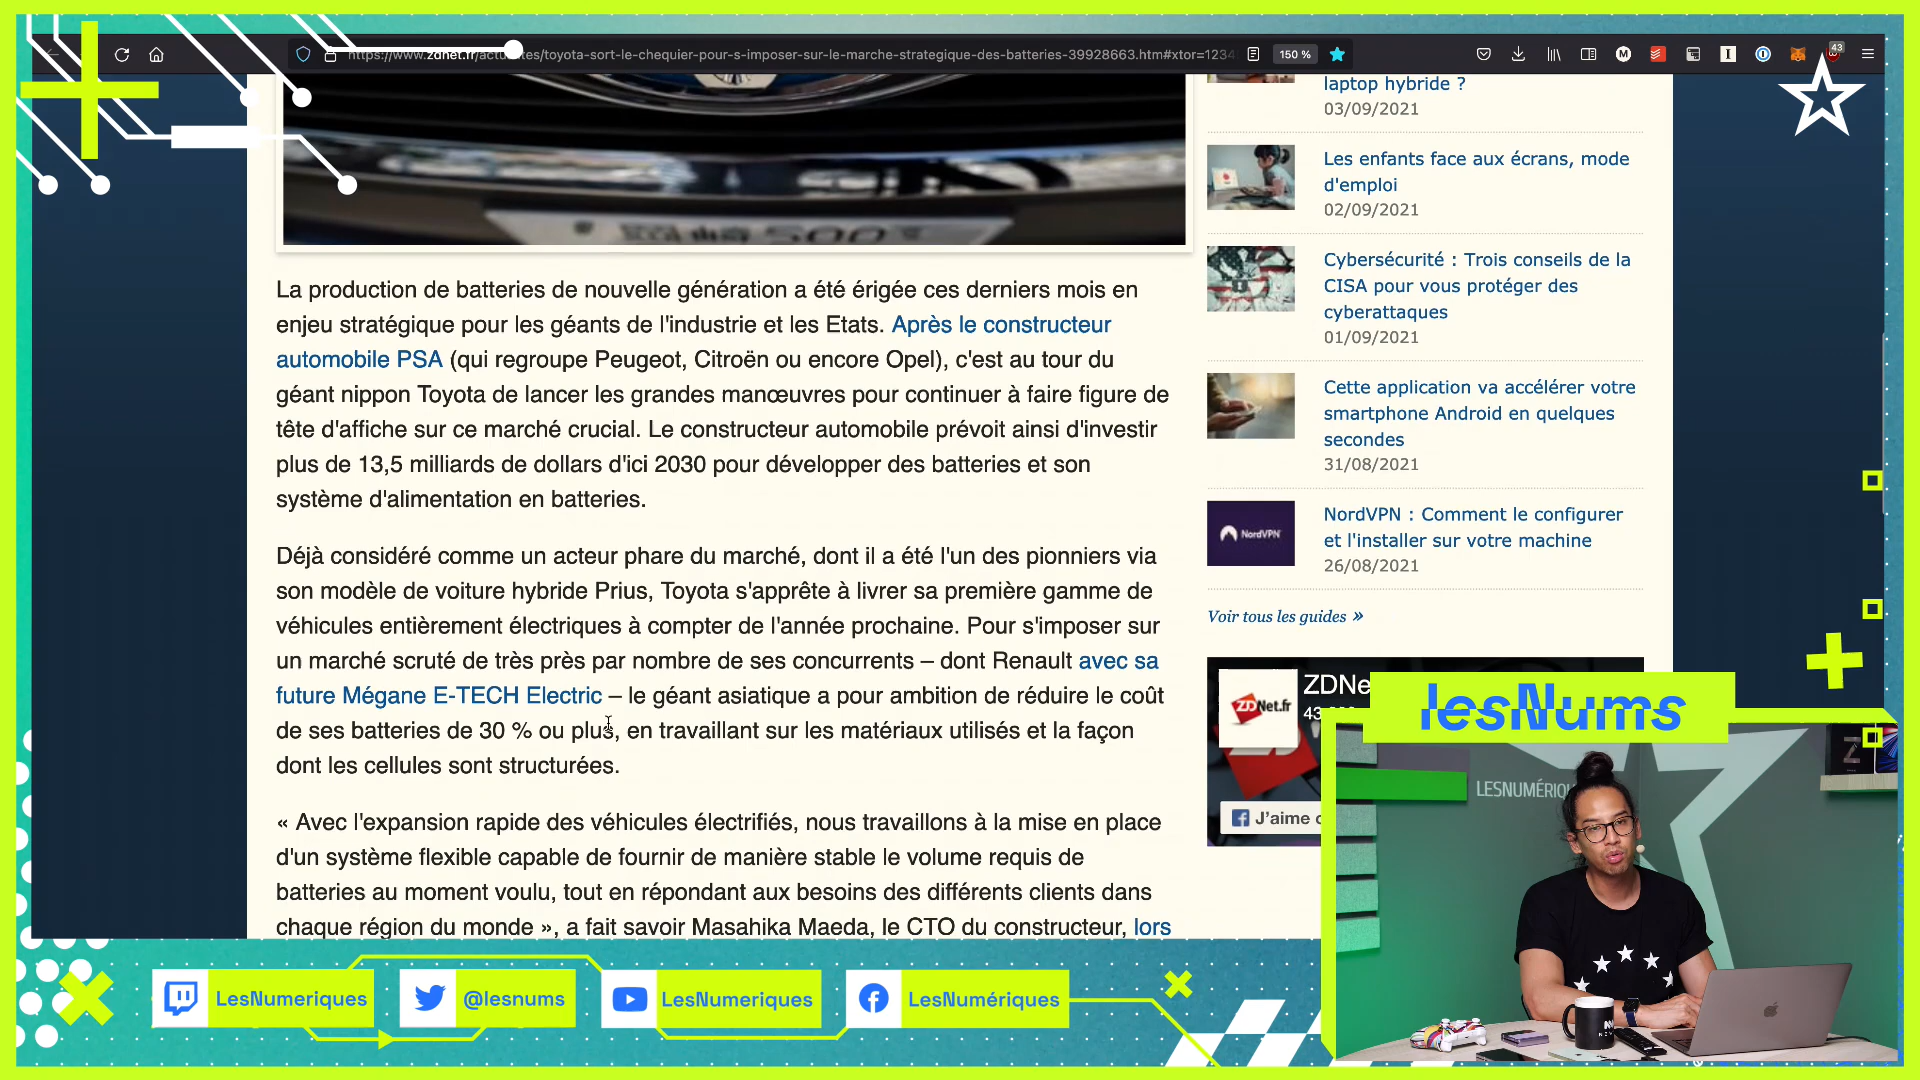 https://www.zdnet.fr/actualites/toyota-sort-le-chequier-pour-s-imposer-sur-le-marche-strategique-des-batteries-39928663.htm#xtor=1234
150 %
43
La production de batteries de nouvelle génération a été érigée ces derniers mois en
enjeu stratégique pour les géants de l'industrie et les Etats. Après le constructeur
automobile PSA (qui regroupe Peugeot, Citroën ou encore Opel), c'est au tour du
géant nippon Toyota de lancer les grandes manœuvres pour continuer à faire figure de
tête d'affiche sur ce marché crucial. Le constructeur automobile prévoit ainsi d'investir
plus de 13,5 milliards de dollars d'ici 2030 pour développer des batteries et son
système d'alimentation en batteries.
Déjà considéré comme un acteur phare du marché, dont il a été l'un des pionniers via
son modèle de voiture hybride Prius, Toyota s'apprête à livrer sa première gamme de
véhicules entièrement électriques à compter de l'année prochaine. Pour s'imposer sur
un marché scruté de très près par nombre de ses concurrents – dont Renault avec sa
future Mégane E-TECH Electric – le géant asiatique a pour ambition de réduire le coût
de ses batteries de 30 % ou plus, en travaillant sur les matériaux utilisés et la façon
dont les cellules sont structurées.
« Avec l'expansion rapide des véhicules électrifiés, nous travaillons à la mise en place
d'un système flexible capable de fournir de manière stable le volume requis de
batteries au moment voulu, tout en répondant aux besoins des différents clients dans
chaque région du monde », a fait savoir Masahika Maeda, le CTO du constructeur, lors
laptop hybride ?
03/09/2021
Les enfants face aux écrans, mode
d'emploi
02/09/2021
Cybersécurité : Trois conseils de la
CISA pour vous protéger des
cyberattaques
01/09/2021
Cette application va accélérer votre
smartphone Android en quelques
secondes
31/08/2021
NordVPN
NordVPN : Comment le configurer
et l'installer sur votre machine
26/08/2021
Voir tous les guides »
ZDNet.fr
ZDNe
J'aime
lesNums
LESNUMÉRIQU
LesNumeriques
@lesnums
LesNumeriques
LesNumériques